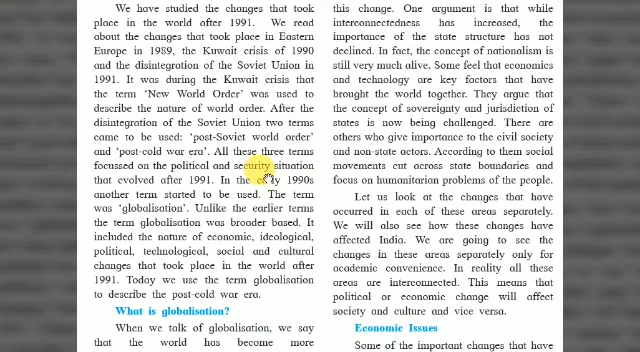 We have studied the changes that took
place in the world after 1991. We read
about the changes that took place in Eastern
Europe in 1989, the Kuwait crisis of 1990
and the disintegration of the Soviet Union in
1991. It was during the Kuwait crisis that
the term ‘New World Order’ was used to
describe the nature of world order. After the
disintegration of the Soviet Union two terms
came to be used: ‘post-Soviet world order’
and ‘post-cold war era’. All these three terms
focussed on the political and security situation
that evolved after 1991. In the early 1990s
another term started to be used. The term
was ‘globalisation’. Unlike the earlier terms
the term globalisation was broader based. It
included the nature of economic, ideological,
political, technological, social and cultural
changes that took place in the world after
1991. Today we use the term globalisation
to describe the post-cold war era.
What is globalisation?
When we talk of globalisation, we say
that the world has become more
this change. One argument is that while
interconnectedness has increased, the
importance of the state structure has not
declined. In fact, the concept of nationalism is
still very much alive. Some feel that economics
and technology are key factors that have
brought the world together. They argue that
the concept of sovereignty and jurisdiction of
states is now being challenged. There are
others who give importance to the civil society
and non-state actors. According to them social
movements cut across state boundaries and
focus on humanitarian problems of the people.
Let us look at the changes that have
occurred in each of these areas separately.
We will also see how these changes have
affected India. We are going to see the
changes in these areas separately only for
academic convenience. In reality all these
areas are interconnected. This means that
political or economic change will affect
society and culture and vice versa.
Economic Issues
Some of the important changes that have